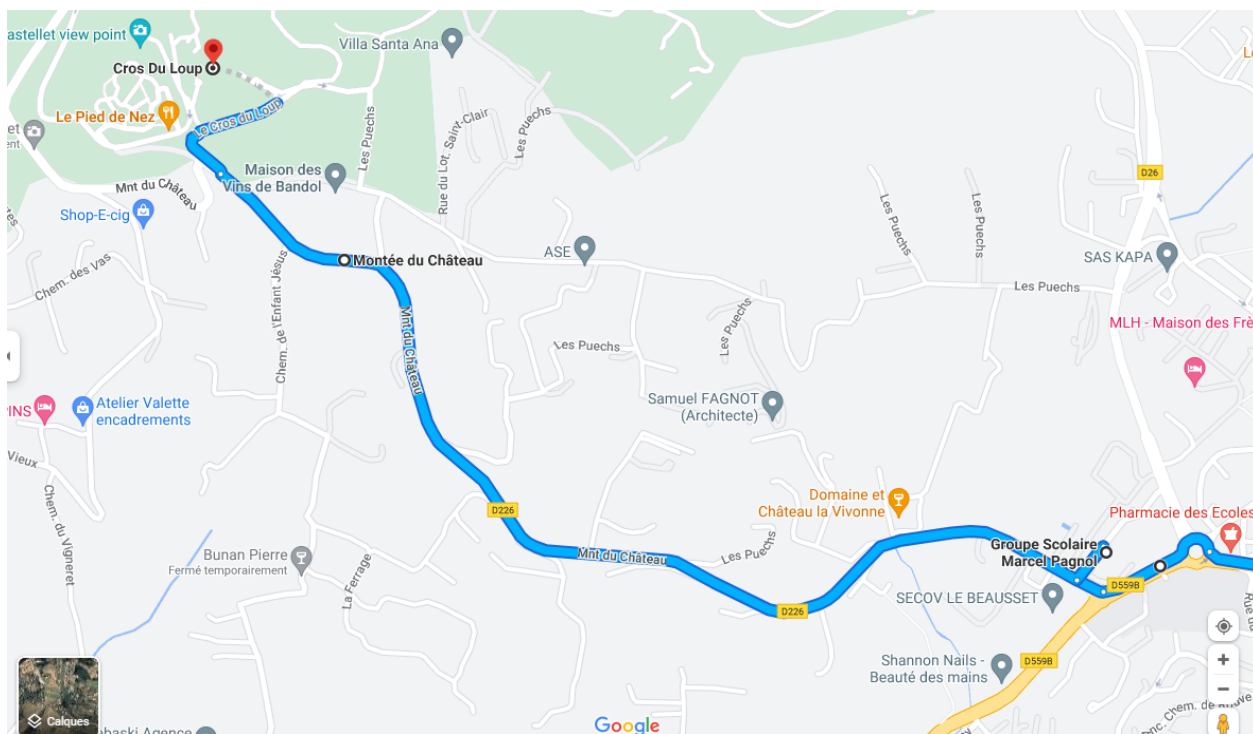 astellet view point
Cros Du Loup
Villa Santa Ana
Le Pied de Nez
Le Cros du Loup
Les Puechs
Rue du Lot. Saint-Clair
Les Puechs
D26
Maison des
Vins de Bandol
Mnt du Château
Shop-E-cig
Les Puechs
Les Puechs
ASE
SAS KAPA
Montée du Château
Chem. des Vas
Chem. de l'Enfant Jésus
Les Puechs
Mnt du Château
Les Puechs
Les Puechs
MLH - Maison des Frè
Atelier Valette
encadrements
PINS
Samuel FAGNOT
(Architecte)
Vieux
Chem. du Vigneret
D226
Domaine et
Château la Vivonne
Pharmacie des Ecoles
Bunan Pierre
Fermé temporairement
La Ferrage
Mnt du Château
Les Puechs
Groupe Scolaire
Marcel Pagnol
D559B
SECOV LE BEAUSSET
D226
Shannon Nails -
Beauté des mains
D559B
Calques
Google